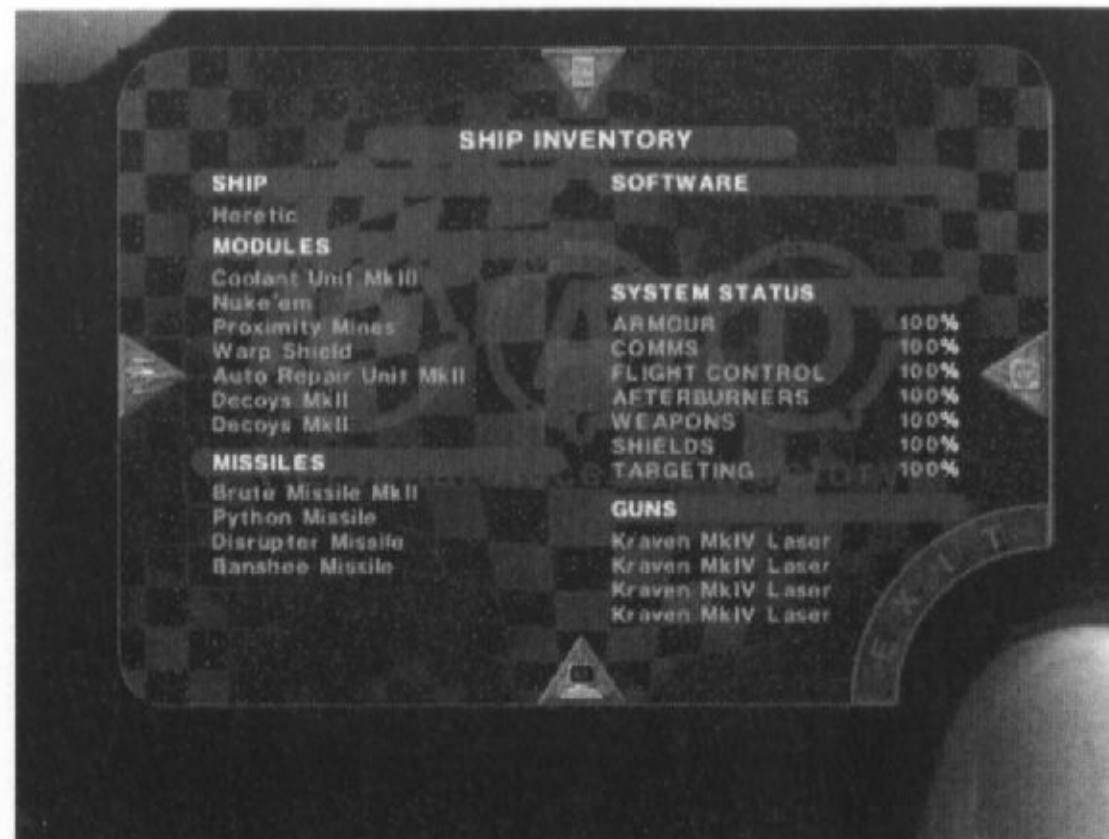 SHIP INVENTORY
SHIP
Heretic
MODULES
Coolant Unit MkIII
Nuke'em
Proximity Mines
Warp Shield
Auto Repair Unit MkII
Decoys MkII
Decoys MkII
MISSILES
Brute Missile MkII
Python Missile
Disrupter Missile
Banshee Missile
SOFTWARE
SYSTEM STATUS
ARMOUR 100%
COMMS 100%
FLIGHT CONTROL 100%
AFTERBURNERS 100%
WEAPONS 100%
SHIELDS 100%
TARGETING 100%
GUNS
Kraven MkIV Laser
Kraven MkIV Laser
Kraven MkIV Laser
Kraven MkIV Laser
EXIT